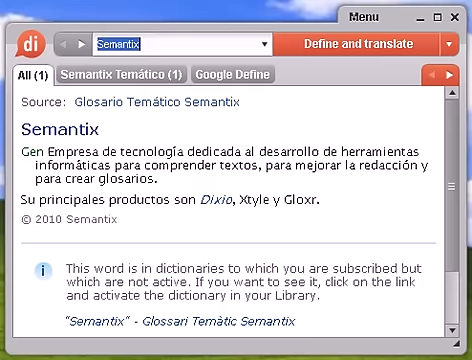 Menu
di
Semantix
Define and translate
All (1)
Semantix Temático (1)
Google Define
Source: Glosario Temático Semantix
Semantix
Gen Empresa de tecnología dedicada al desarrollo de herramientas
informáticas para comprender textos, para mejorar la redacción y
para crear glosarios.
Su principales productos son Dixio, Xtyle y Gloxr.
© 2010 Semantix
i
This word is in dictionaries to which you are subscribed but
which are not active. If you want to see it, click on the link
and activate the dictionary in your Library.
"Semantix" - Glossari Temàtic Semantix